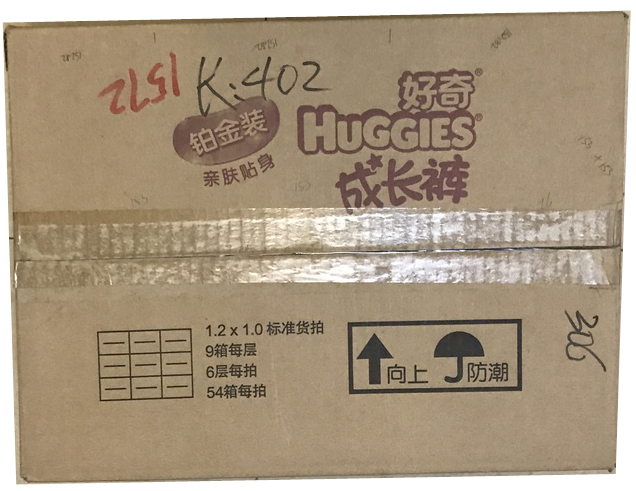 1572
K:402
好奇®
HUGGIES®
铂金装
亲肤贴身
成长裤
1.2 x 1.0 标准货拍
9箱每层
6层每拍
54箱每拍
向上 防潮
306